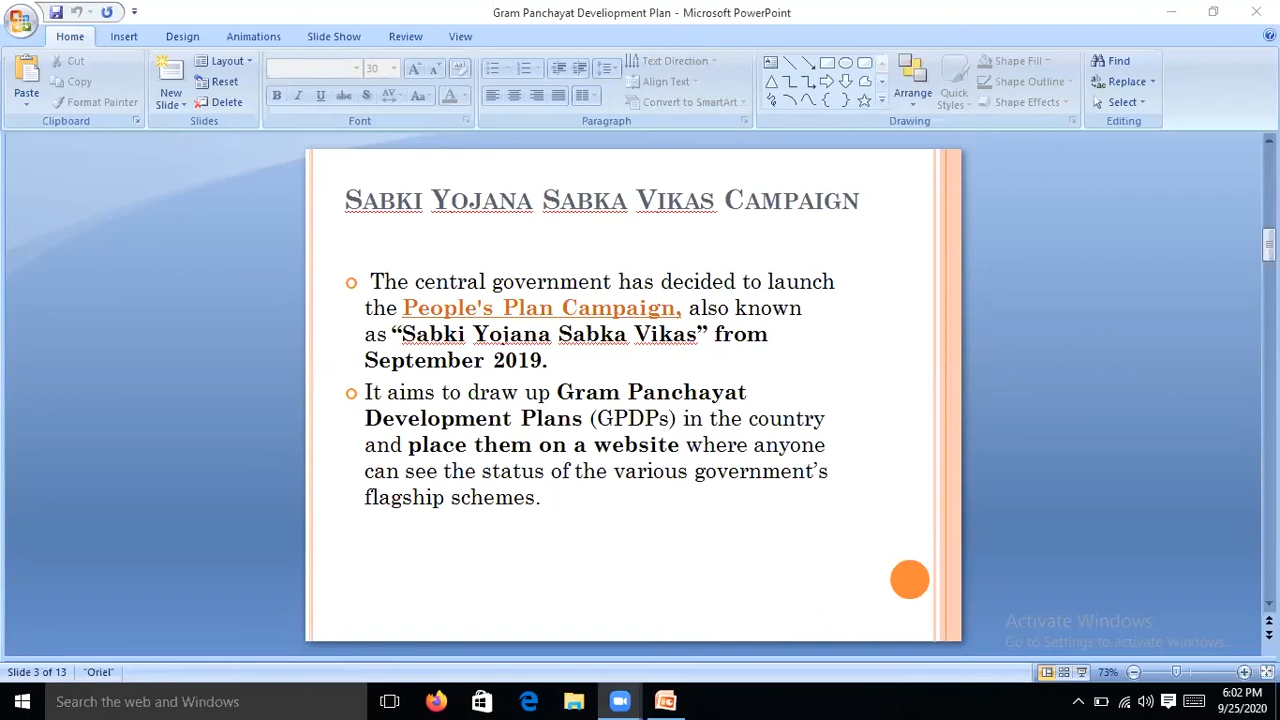 Gram Panchayat Develiopment Plan - Microsoft PowerPoint
Home Insert Design Animations Slide Show Review View
Cut
Copy
Format Painter
Paste
Clipboard
New Slide
Layout
Reset
Delete
Slides
30
B I U abc S AV Aa A
Font
Text Direction
Align Text
Convert to SmartArt
Paragraph
Arrange
Quick Styles
Shape Fill
Shape Outline
Shape Effects
Drawing
Find
Replace
Select
Editing
SABKI YOJANA SABKA VIKAS CAMPAIGN
The central government has decided to launch
the People's Plan Campaign, also known
as “Sabki Yojana Sabka Vikas” from
September 2019.
It aims to draw up Gram Panchayat
Development Plans (GPDPs) in the country
and place them on a website where anyone
can see the status of the various government’s
flagship schemes.
Activate Windows
Go to Settings to Activate Windows.
Slide 3 of 13 "Oriel" 73%
Search the web and Windows
6:02 PM
9/25/2020